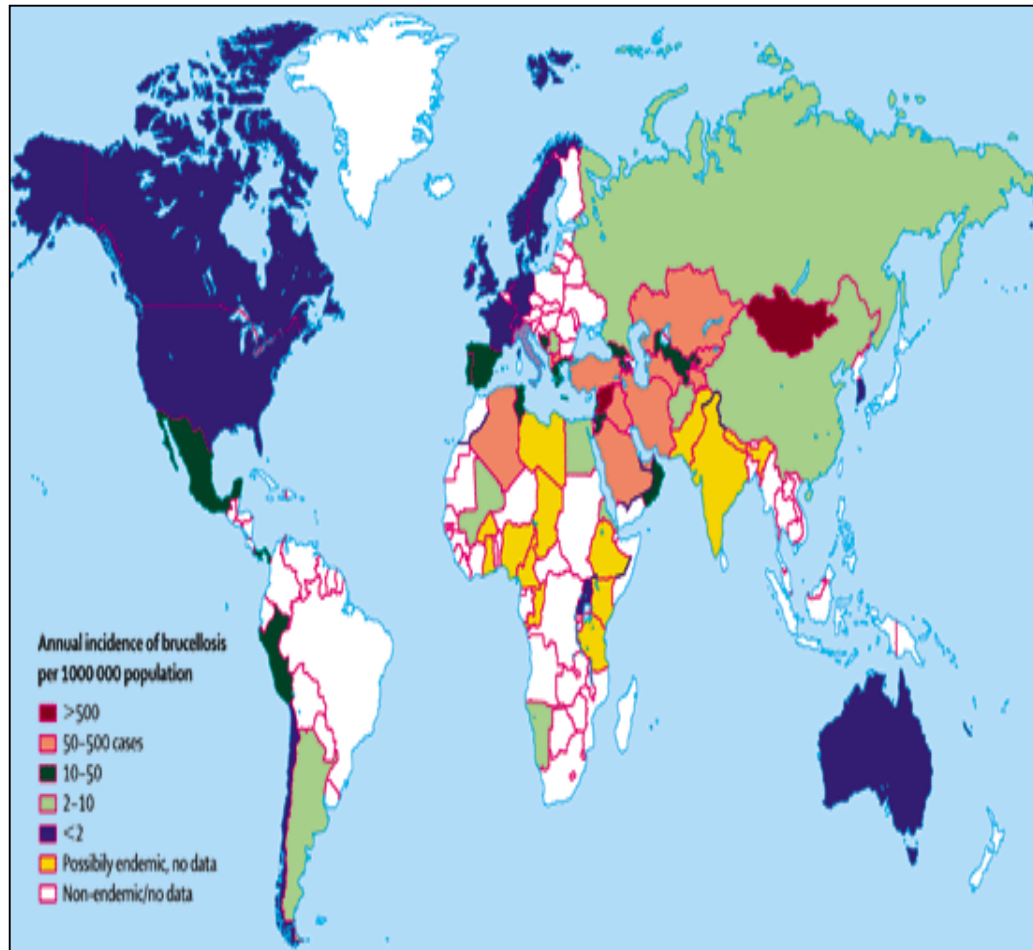 Annual incidence of brucellosis
per 1000 000 population
>500
50–500 cases
10–50
2–10
<2
Possibily endemic, no data
Non-endemic/no data